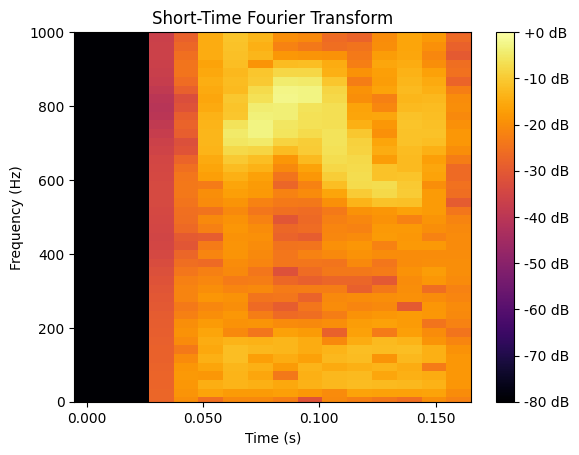 Short-Time Fourier Transform
Frequency (Hz)
1000
800
600
400
200
0
0.000
0.050
0.100
0.150
Time (s)
+0 dB
-10 dB
-20 dB
-30 dB
-40 dB
-50 dB
-60 dB
-70 dB
-80 dB